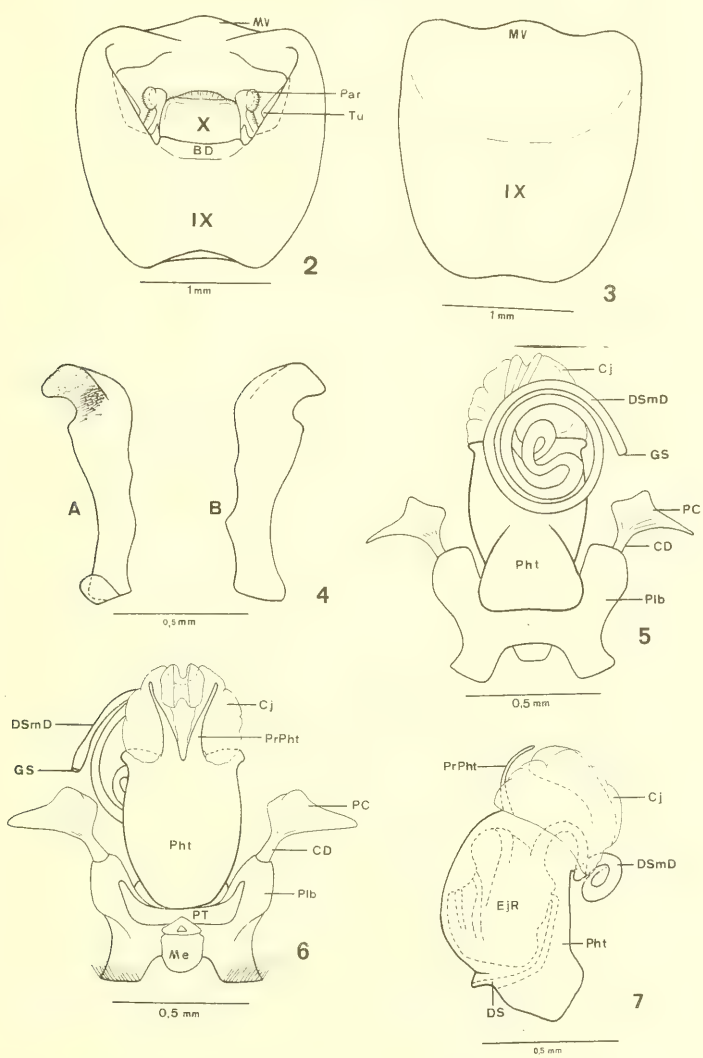 MV
Par
Tu
X
BD
IX
2
1 mm
MV
IX
3
1 mm
A
B
4
0,5 mm
Cj
DSmD
GS
PC
CD
Pht
Plb
5
0,5 mm
DSmD
GS
Cj
PrPht
PC
Pht
CD
Plb
PT
Me
6
0,5 mm
PrPht
Cj
DSmD
EjR
Pht
DS
7
0,5 mm